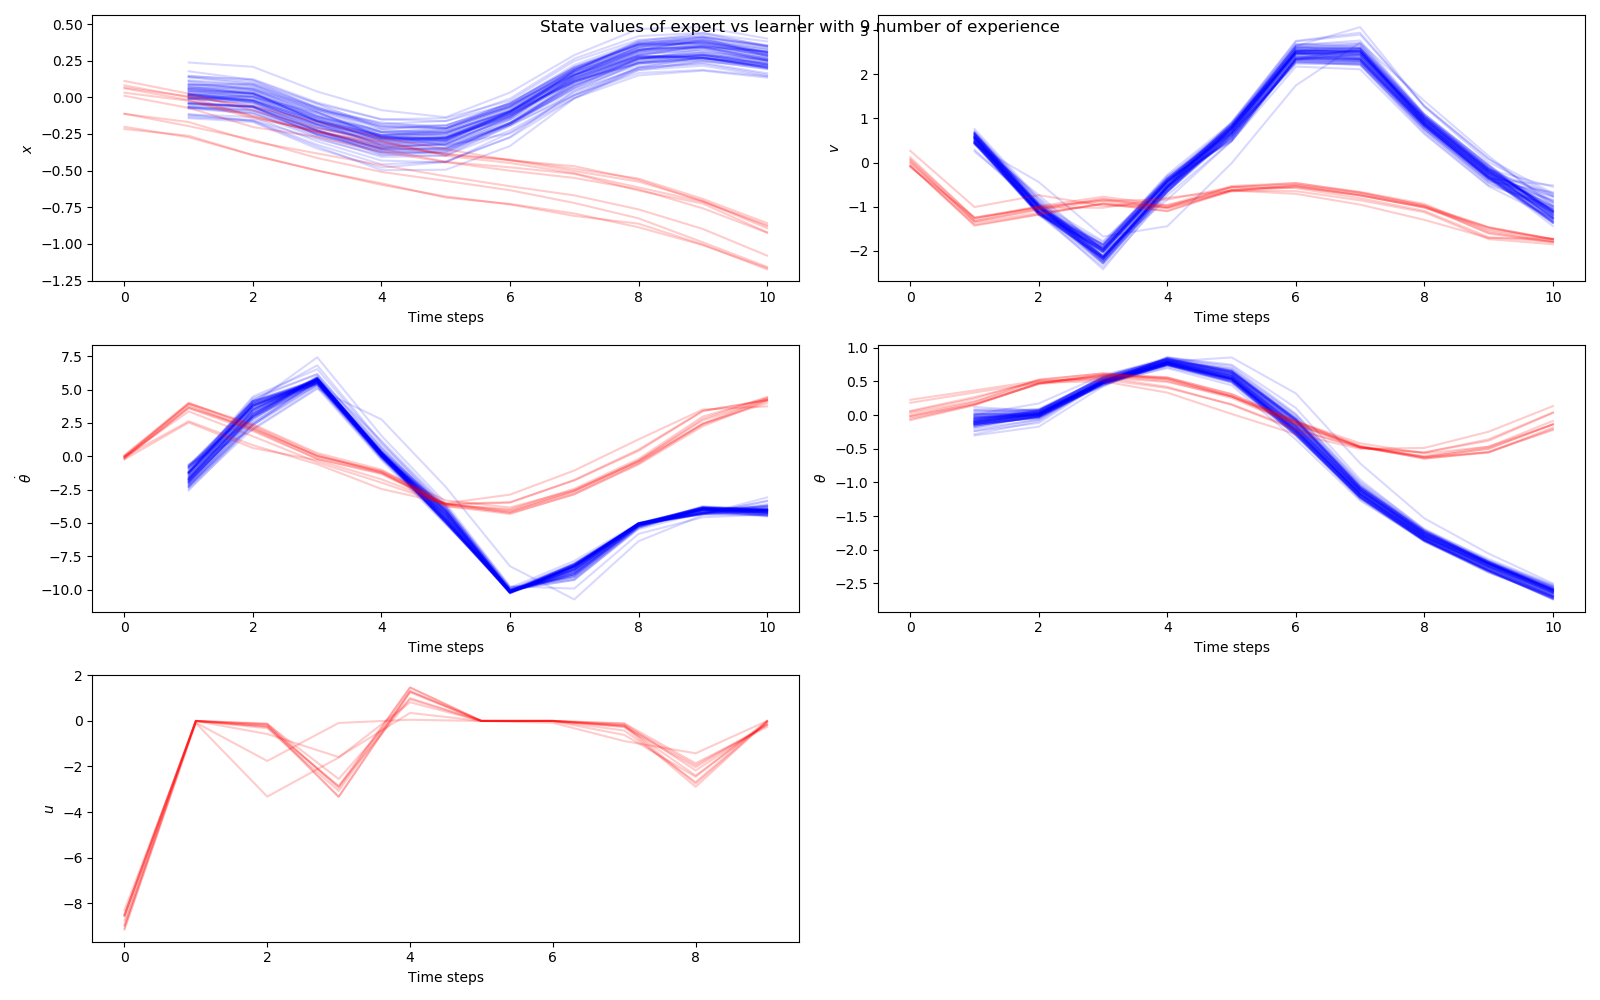 State values of expert vs learner with 9 number of experience
0.50
0.25
0.00
−0.25
−0.50
−0.75
−1.00
−1.25
0 2 4 6 8 10
Time steps
x
3
2
1
0
−1
−2
0 2 4 6 8 10
Time steps
v
7.5
5.0
2.5
0.0
−2.5
−5.0
−7.5
−10.0
0 2 4 6 8 10
Time steps
θ̇
1.0
0.5
0.0
−0.5
−1.0
−1.5
−2.0
−2.5
0 2 4 6 8 10
Time steps
θ
2
0
−2
−4
−6
−8
0 2 4 6 8
Time steps
u